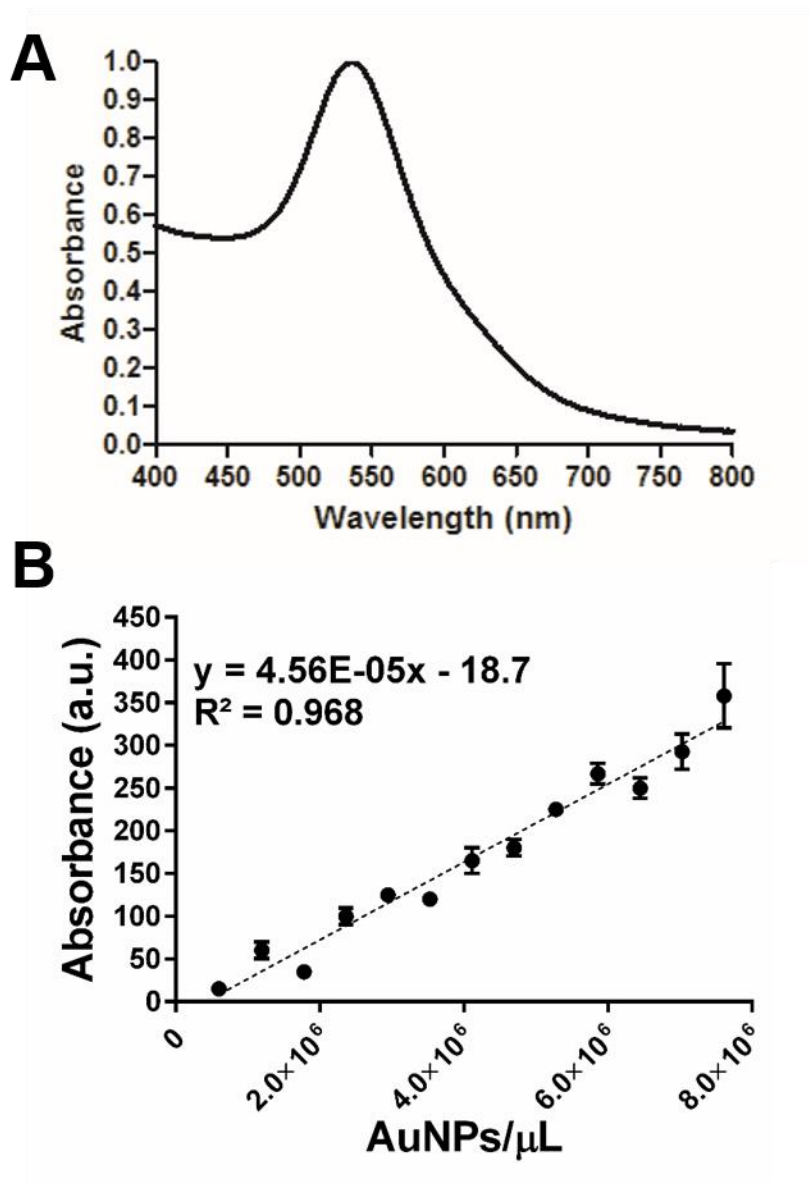 A
1.0
0.9
0.8
0.7
0.6
0.5
0.4
0.3
0.2
0.1
0.0
Absorbance
400 450 500 550 600 650 700 750 800
Wavelength (nm)
B
450
400
350
300
250
200
150
100
50
0
Absorbance (a.u.)
y = 4.56E-05x - 18.7
R² = 0.968
0 2.0×10⁶ 4.0×10⁶ 6.0×10⁶ 8.0×10⁶
AuNPs/μL